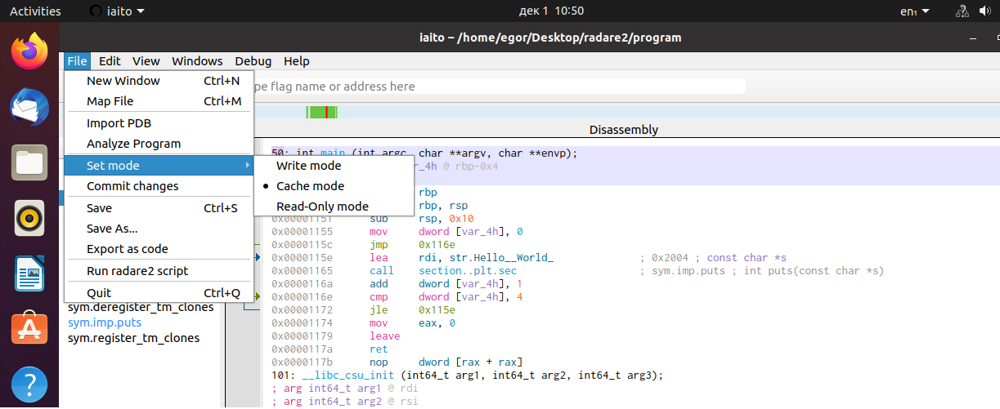 Activities iaito дек 1 10:50 en₁
iaito – /home/egor/Desktop/radare2/program
File Edit View Windows Debug Help
New Window Ctrl+N
pe flag name or address here
Map File Ctrl+M
Import PDB
Disassembly
Analyze Program
50: int main (int argc, char **argv, char **envp);
Set mode Write mode
r_4h @ rbp-0x4
Commit changes Cache mode
rbp
Save Ctrl+S Read-Only mode
rbp, rsp
0x00001151 sub rsp, 0x10
Save As...
0x00001155 mov dword [var_4h], 0
0x0000115c jmp 0x116e
Export as code
0x0000115e lea rdi, str.Hello__World_ ; 0x2004 ; const char *s
Run radare2 script
0x00001165 call section..plt.sec ; sym.imp.puts ; int puts(const char *s)
0x0000116a add dword [var_4h], 1
Quit Ctrl+Q
0x0000116e cmp dword [var_4h], 4
sym.deregister_tm_clones
0x00001172 jle 0x115e
sym.imp.puts
0x00001174 mov eax, 0
sym.register_tm_clones
0x00001179 leave
0x0000117a ret
0x0000117b nop dword [rax + rax]
101: __libc_csu_init (int64_t arg1, int64_t arg2, int64_t arg3);
; arg int64_t arg1 @ rdi
; arg int64_t arg2 @ rsi